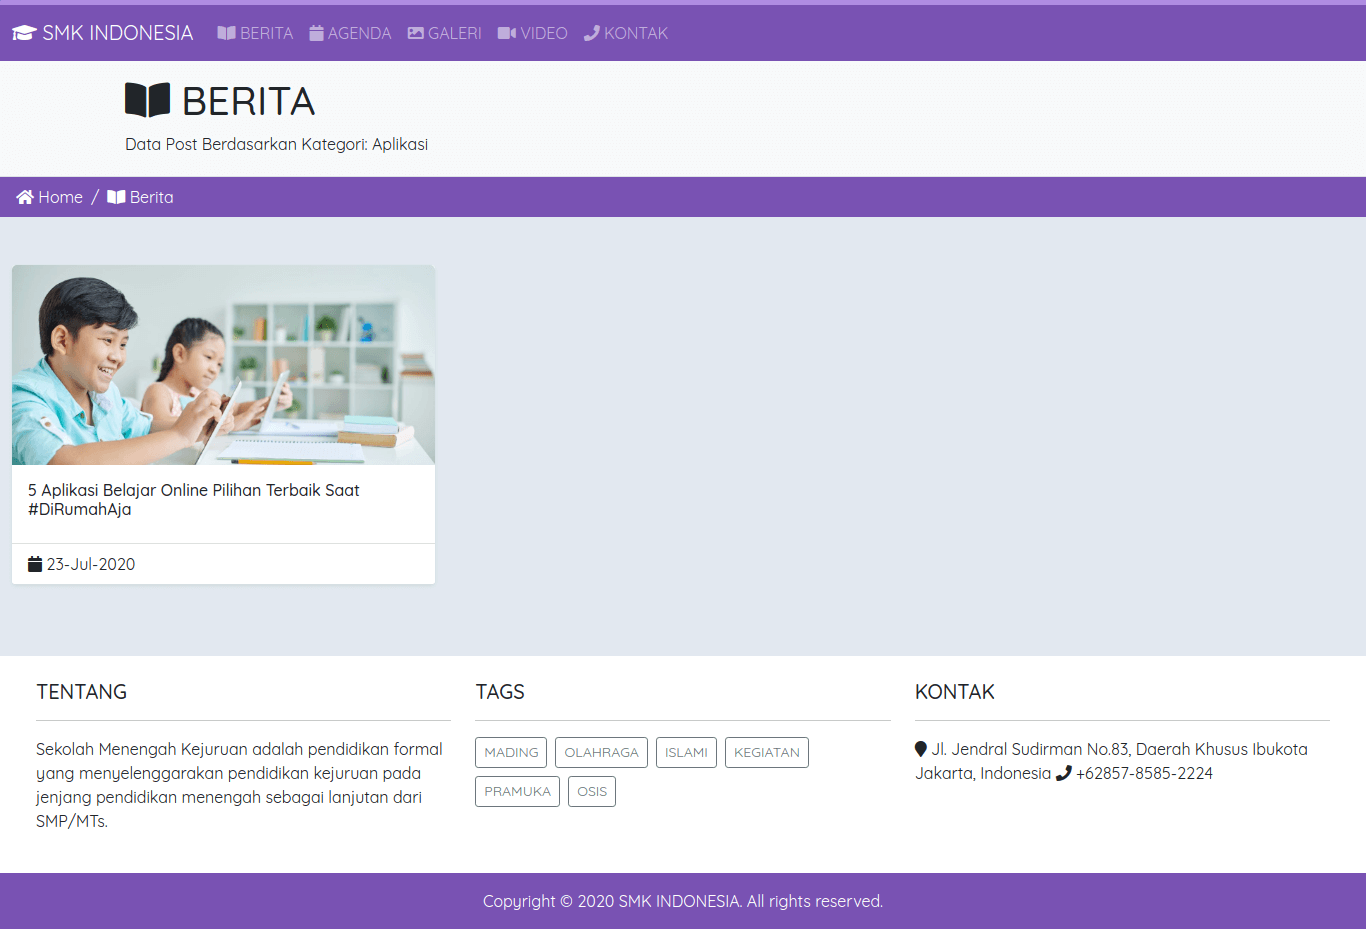 SMK INDONESIA BERITA AGENDA GALERI VIDEO KONTAK
BERITA
Data Post Berdasarkan Kategori: Aplikasi
Home / Berita
5 Aplikasi Belajar Online Pilihan Terbaik Saat
#DiRumahAja
23-Jul-2020
TENTANG
Sekolah Menengah Kejuruan adalah pendidikan formal
yang menyelenggarakan pendidikan kejuruan pada
jenjang pendidikan menengah sebagai lanjutan dari
SMP/MTs.
TAGS
MADING OLAHRAGA ISLAMI KEGIATAN
PRAMUKA OSIS
KONTAK
Jl. Jendral Sudirman No.83, Daerah Khusus Ibukota
Jakarta, Indonesia +62857-8585-2224
Copyright © 2020 SMK INDONESIA. All rights reserved.